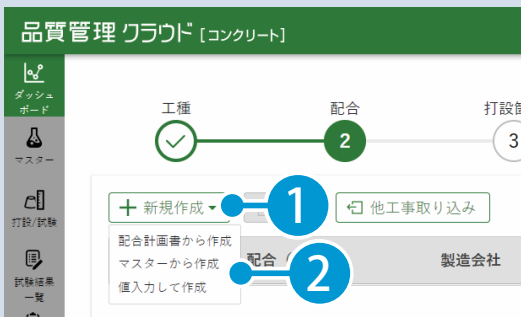 品質管理クラウド [コンクリート]
ダッシュ
ボード
マスター
打設/試験
試験結果
一覧
工種
配合
打設
2
3
+ 新規作成
1
他工事取り込み
配合計画書から作成
マスターから作成
値入力して作成
2
配合
製造会社